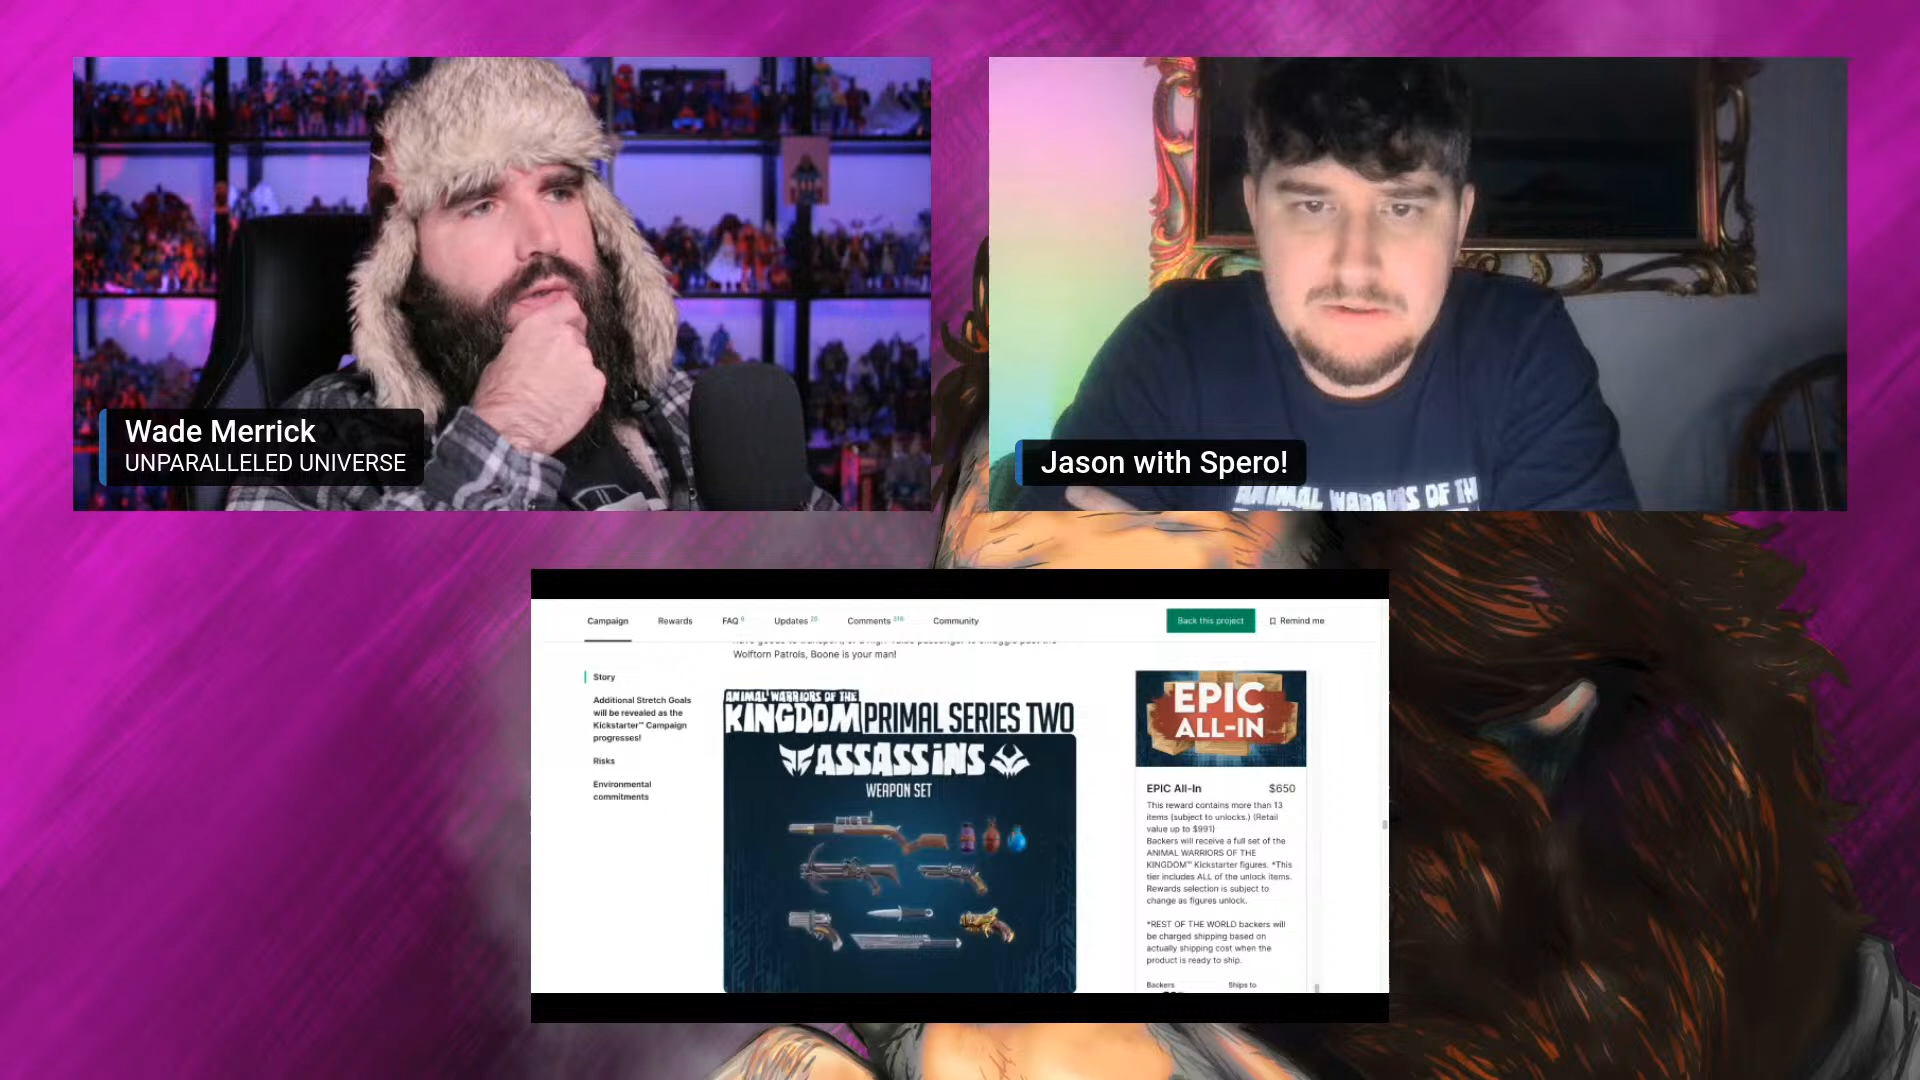 Wade Merrick
UNPARALLELED UNIVERSE
Jason with Spero!
ANIMAL WARRIORS OF TH
Campaign
Rewards
FAQ
Updates 20
Comments 318
Community
Back this project
Remind me
Wolftorn Patrols, Boone is your man!
Story
Additional Stretch Goals
will be revealed as the
Kickstarter™ Campaign
progresses!
Risks
Environmental
commitments
ANIMAL WARRIORS OF THE
KINGDOM PRIMAL SERIES TWO
ASSASSINS
WEAPON SET
EPIC
ALL-IN
EPIC All-In $650
This reward contains more than 13
items (subject to unlocks.) (Retail
value up to $991)
Backers will receive a full set of the
ANIMAL WARRIORS OF THE
KINGDOM™ Kickstarter figures. *This
tier includes ALL of the unlock items.
Rewards selection is subject to
change as figures unlock.
*REST OF THE WORLD backers will
be charged shipping based on
actually shipping cost when the
product is ready to ship.
Backers Ships to